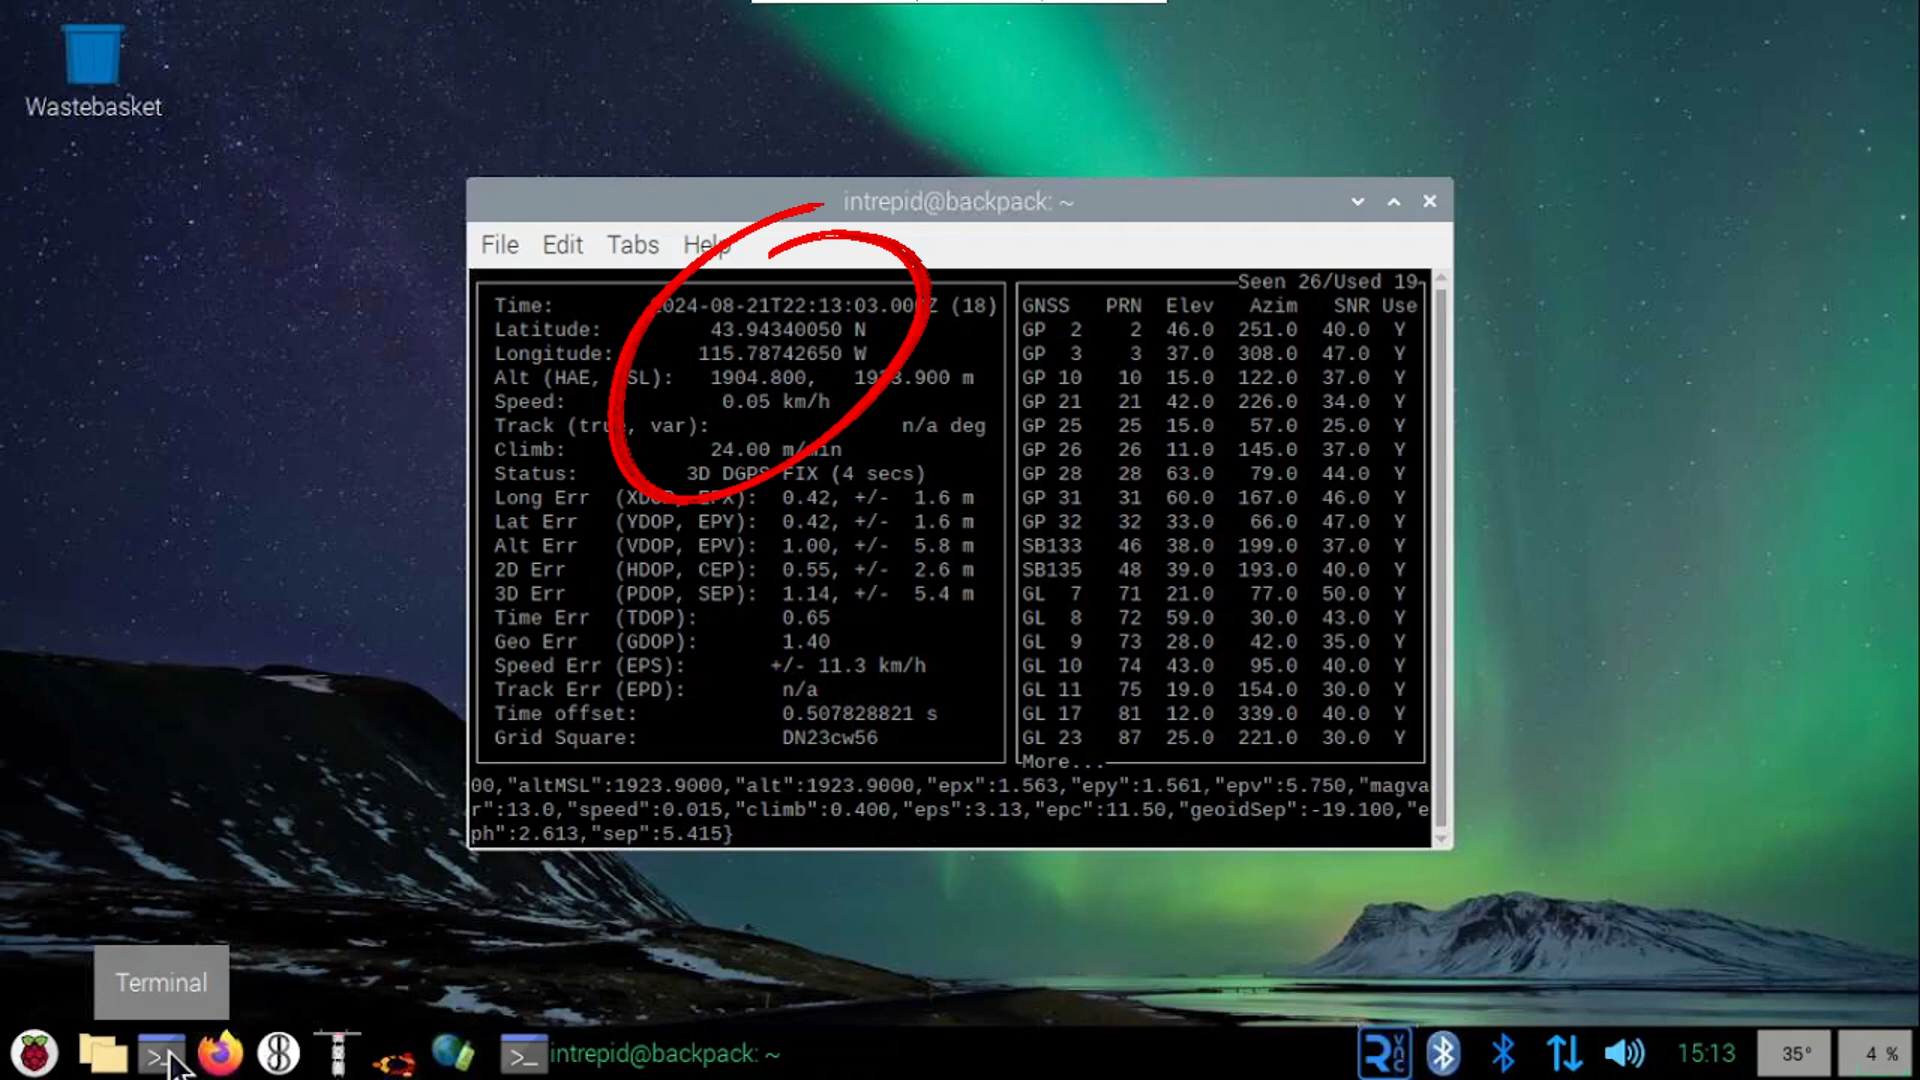 Wastebasket
intrepid@backpack: ~
File Edit Tabs Help
Time: 2024-08-21T22:13:03.000Z (18)
Latitude: 43.94340050 N
Longitude: 115.78742650 W
Alt (HAE, MSL): 1904.800, 1923.900 m
Speed: 0.05 km/h
Track (true, var): n/a deg
Climb: 24.00 m/min
Status: 3D DGPS FIX (4 secs)
Long Err (XDOP, EPX): 0.42, +/- 1.6 m
Lat Err (YDOP, EPY): 0.42, +/- 1.6 m
Alt Err (VDOP, EPV): 1.00, +/- 5.8 m
2D Err (HDOP, CEP): 0.55, +/- 2.6 m
3D Err (PDOP, SEP): 1.14, +/- 5.4 m
Time Err (TDOP): 0.65
Geo Err (GDOP): 1.40
Speed Err (EPS): +/- 11.3 km/h
Track Err (EPD): n/a
Time offset: 0.507828821 s
Grid Square: DN23cw56
Seen 26/Used 19
GNSS PRN Elev Azim SNR Use
GP 2 2 46.0 251.0 40.0 Y
GP 3 3 37.0 308.0 47.0 Y
GP 10 10 15.0 122.0 37.0 Y
GP 21 21 42.0 226.0 34.0 Y
GP 25 25 15.0 57.0 25.0 Y
GP 26 26 11.0 145.0 37.0 Y
GP 28 28 63.0 79.0 44.0 Y
GP 31 31 60.0 167.0 46.0 Y
GP 32 32 33.0 66.0 47.0 Y
SB133 46 38.0 199.0 37.0 Y
SB135 48 39.0 193.0 40.0 Y
GL 7 71 21.0 77.0 50.0 Y
GL 8 72 59.0 30.0 43.0 Y
GL 9 73 28.0 42.0 35.0 Y
GL 10 74 43.0 95.0 40.0 Y
GL 11 75 19.0 154.0 30.0 Y
GL 17 81 12.0 339.0 40.0 Y
GL 23 87 25.0 221.0 30.0 Y
More...
00,"altMSL":1923.9000,"alt":1923.9000,"epx":1.563,"epy":1.561,"epv":5.750,"magva
r":13.0,"speed":0.015,"climb":0.400,"eps":3.13,"epc":11.50,"geoidSep":-19.100,"e
ph":2.613,"sep":5.415}
Terminal
intrepid@backpack: ~
15:13
35°
4 %